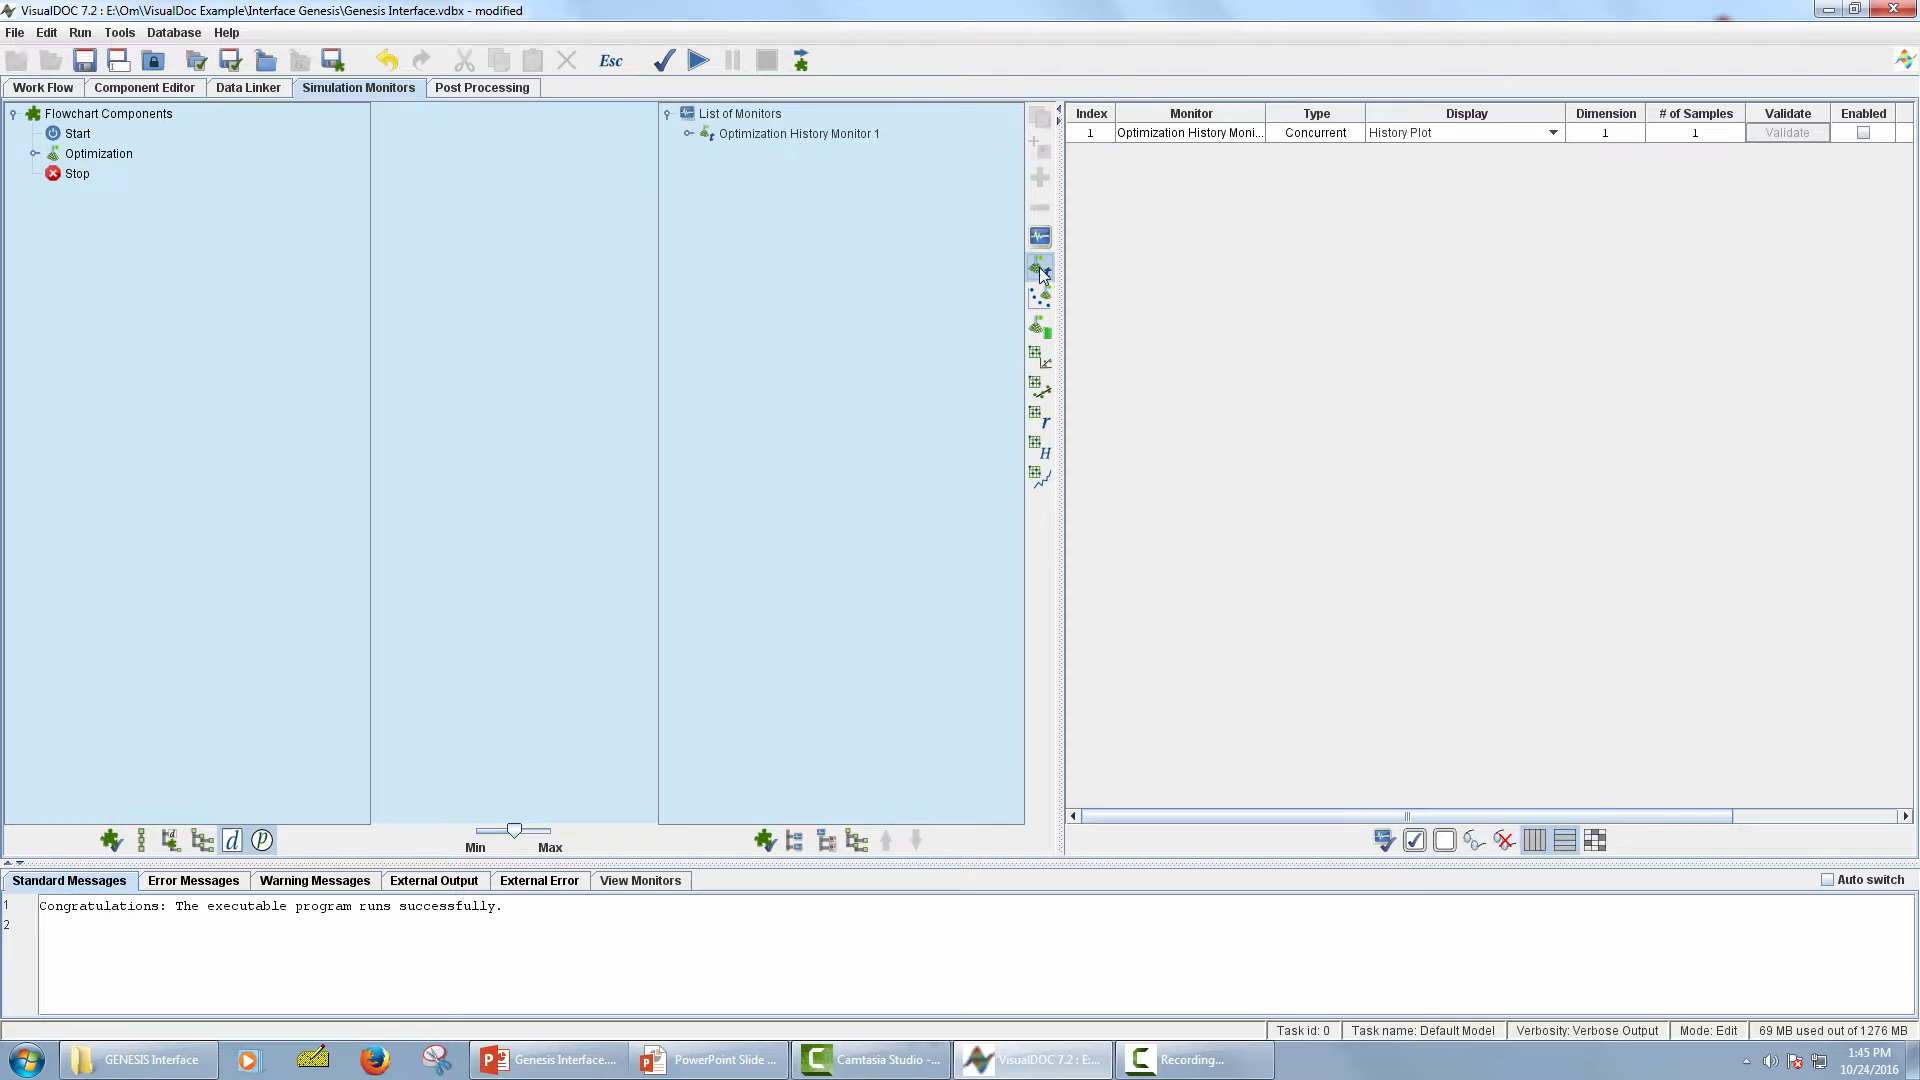 VisualDOC 7.2 : E:\Om\VisualDoc Example\Interface Genesis\Genesis Interface.vdbx - modified
File Edit Run Tools Database Help
Esc
Work Flow Component Editor Data Linker Simulation Monitors Post Processing
Flowchart Components
Start
Optimization
Stop
List of Monitors
Optimization History Monitor 1
r
H
Index Monitor Type Display Dimension # of Samples Validate Enabled
1 Optimization History Moni... Concurrent History Plot 1 1 Validate
d p
Min Max
Standard Messages Error Messages Warning Messages External Output External Error View Monitors Auto switch
1 Congratulations: The executable program runs successfully.
2
Task id: 0 Task name: Default Model Verbosity: Verbose Output Mode: Edit 69 MB used out of 1276 MB
GENESIS Interface Genesis Interface.... PowerPoint Slide ... Camtasia Studio -... VisualDOC 7.2 : E:... Recording...
1:45 PM
10/24/2016